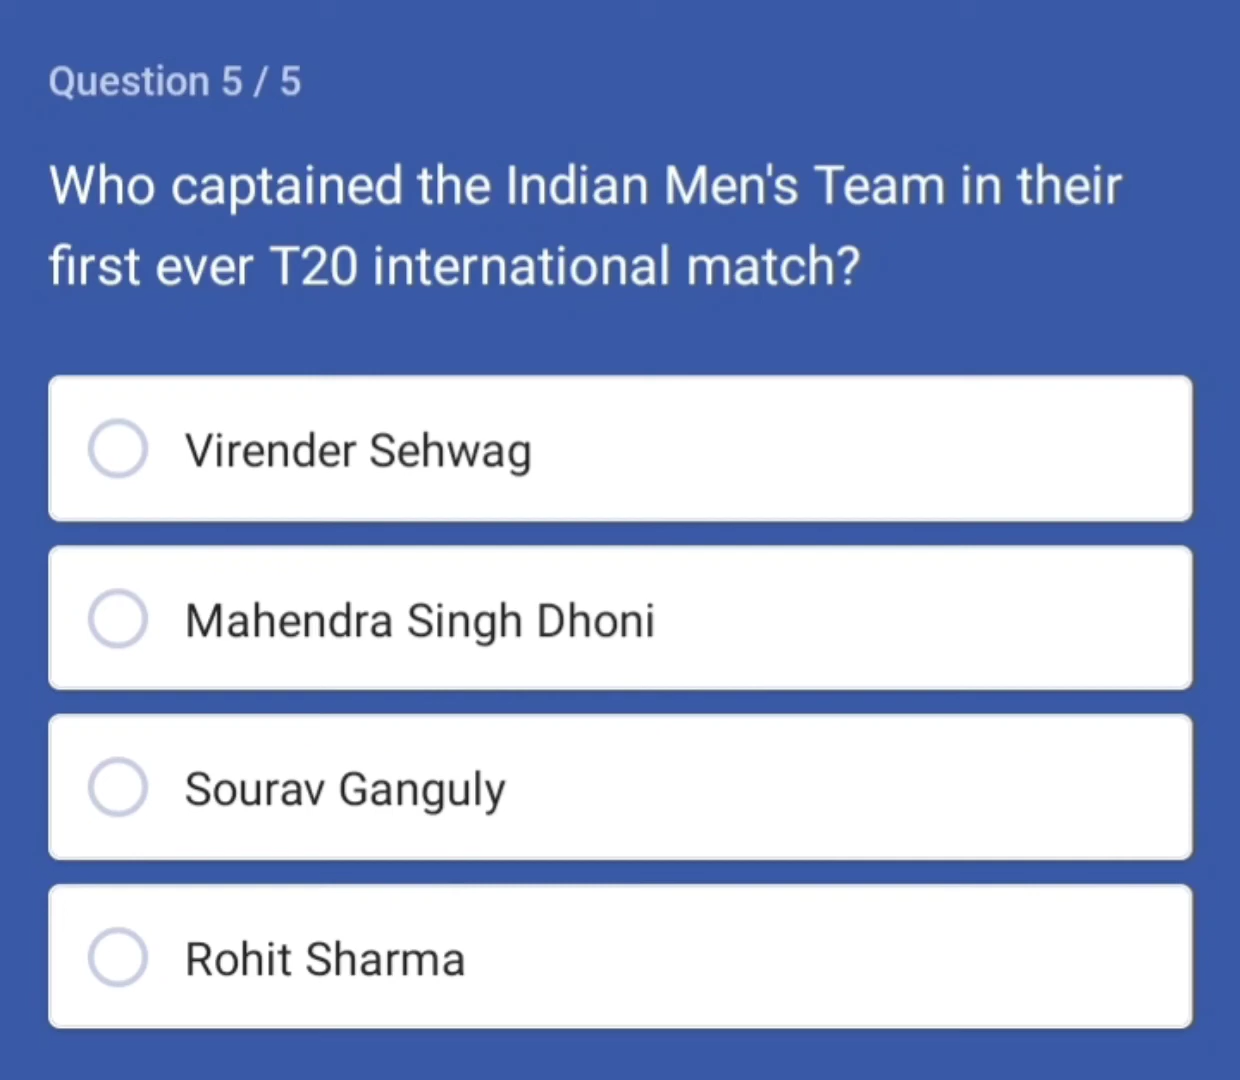 Question 5 / 5
Who captained the Indian Men's Team in their
first ever T20 international match?
Virender Sehwag
Mahendra Singh Dhoni
Sourav Ganguly
Rohit Sharma